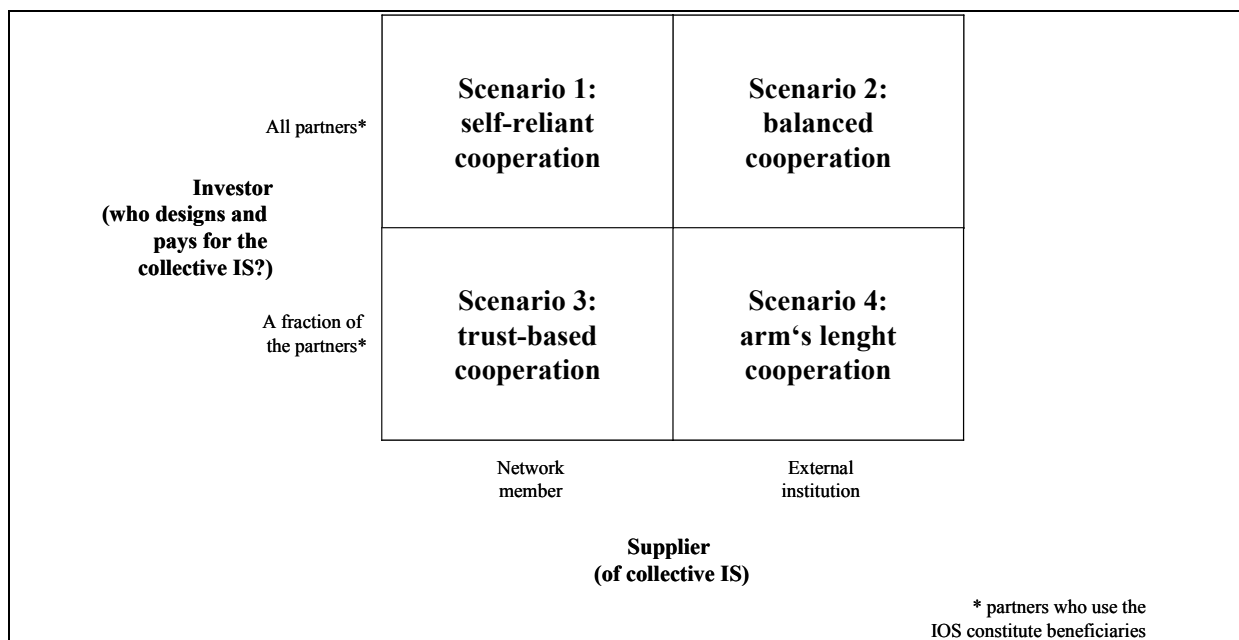 Scenario 1:
self-reliant
cooperation
Scenario 2:
balanced
cooperation
All partners*
Investor
(who designs and
pays for the
collective IS?)
A fraction of
the partners*
Scenario 3:
trust-based
cooperation
Scenario 4:
arm‘s lenght
cooperation
Network
member
External
institution
Supplier
(of collective IS)
* partners who use the
IOS constitute beneficiaries